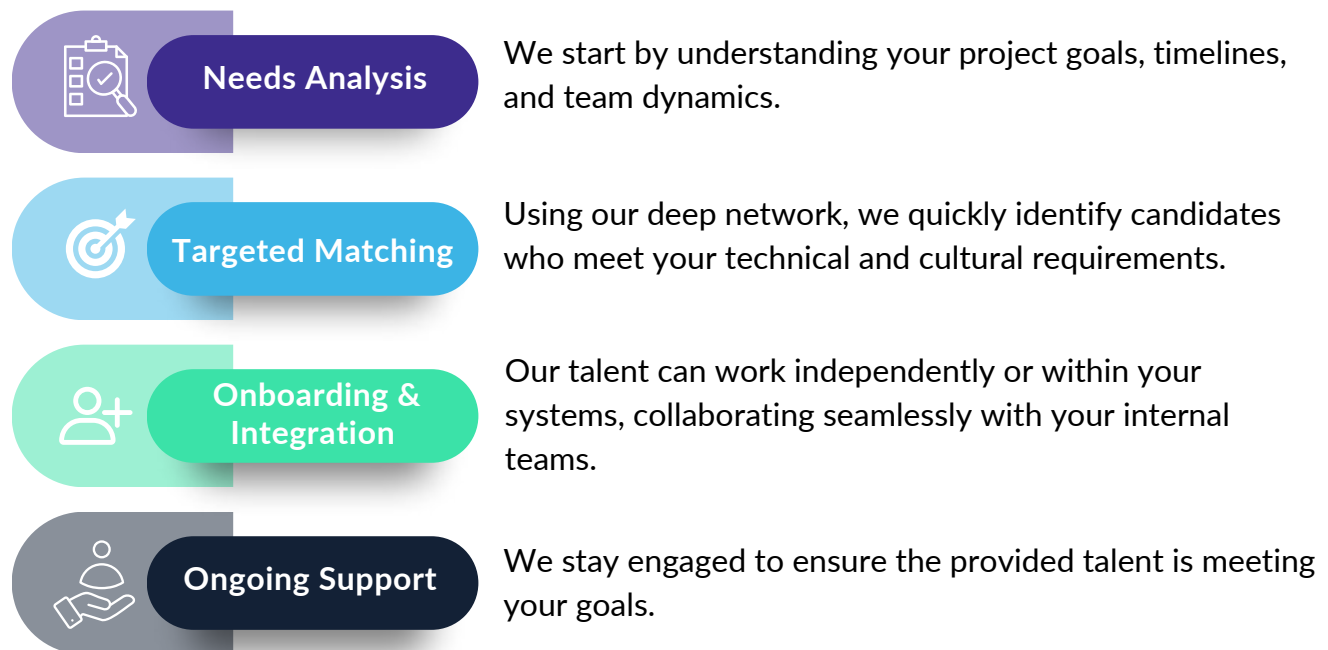 Needs Analysis
We start by understanding your project goals, timelines,
and team dynamics.
Targeted Matching
Using our deep network, we quickly identify candidates
who meet your technical and cultural requirements.
Onboarding &
Integration
Our talent can work independently or within your
systems, collaborating seamlessly with your internal
teams.
Ongoing Support
We stay engaged to ensure the provided talent is meeting
your goals.